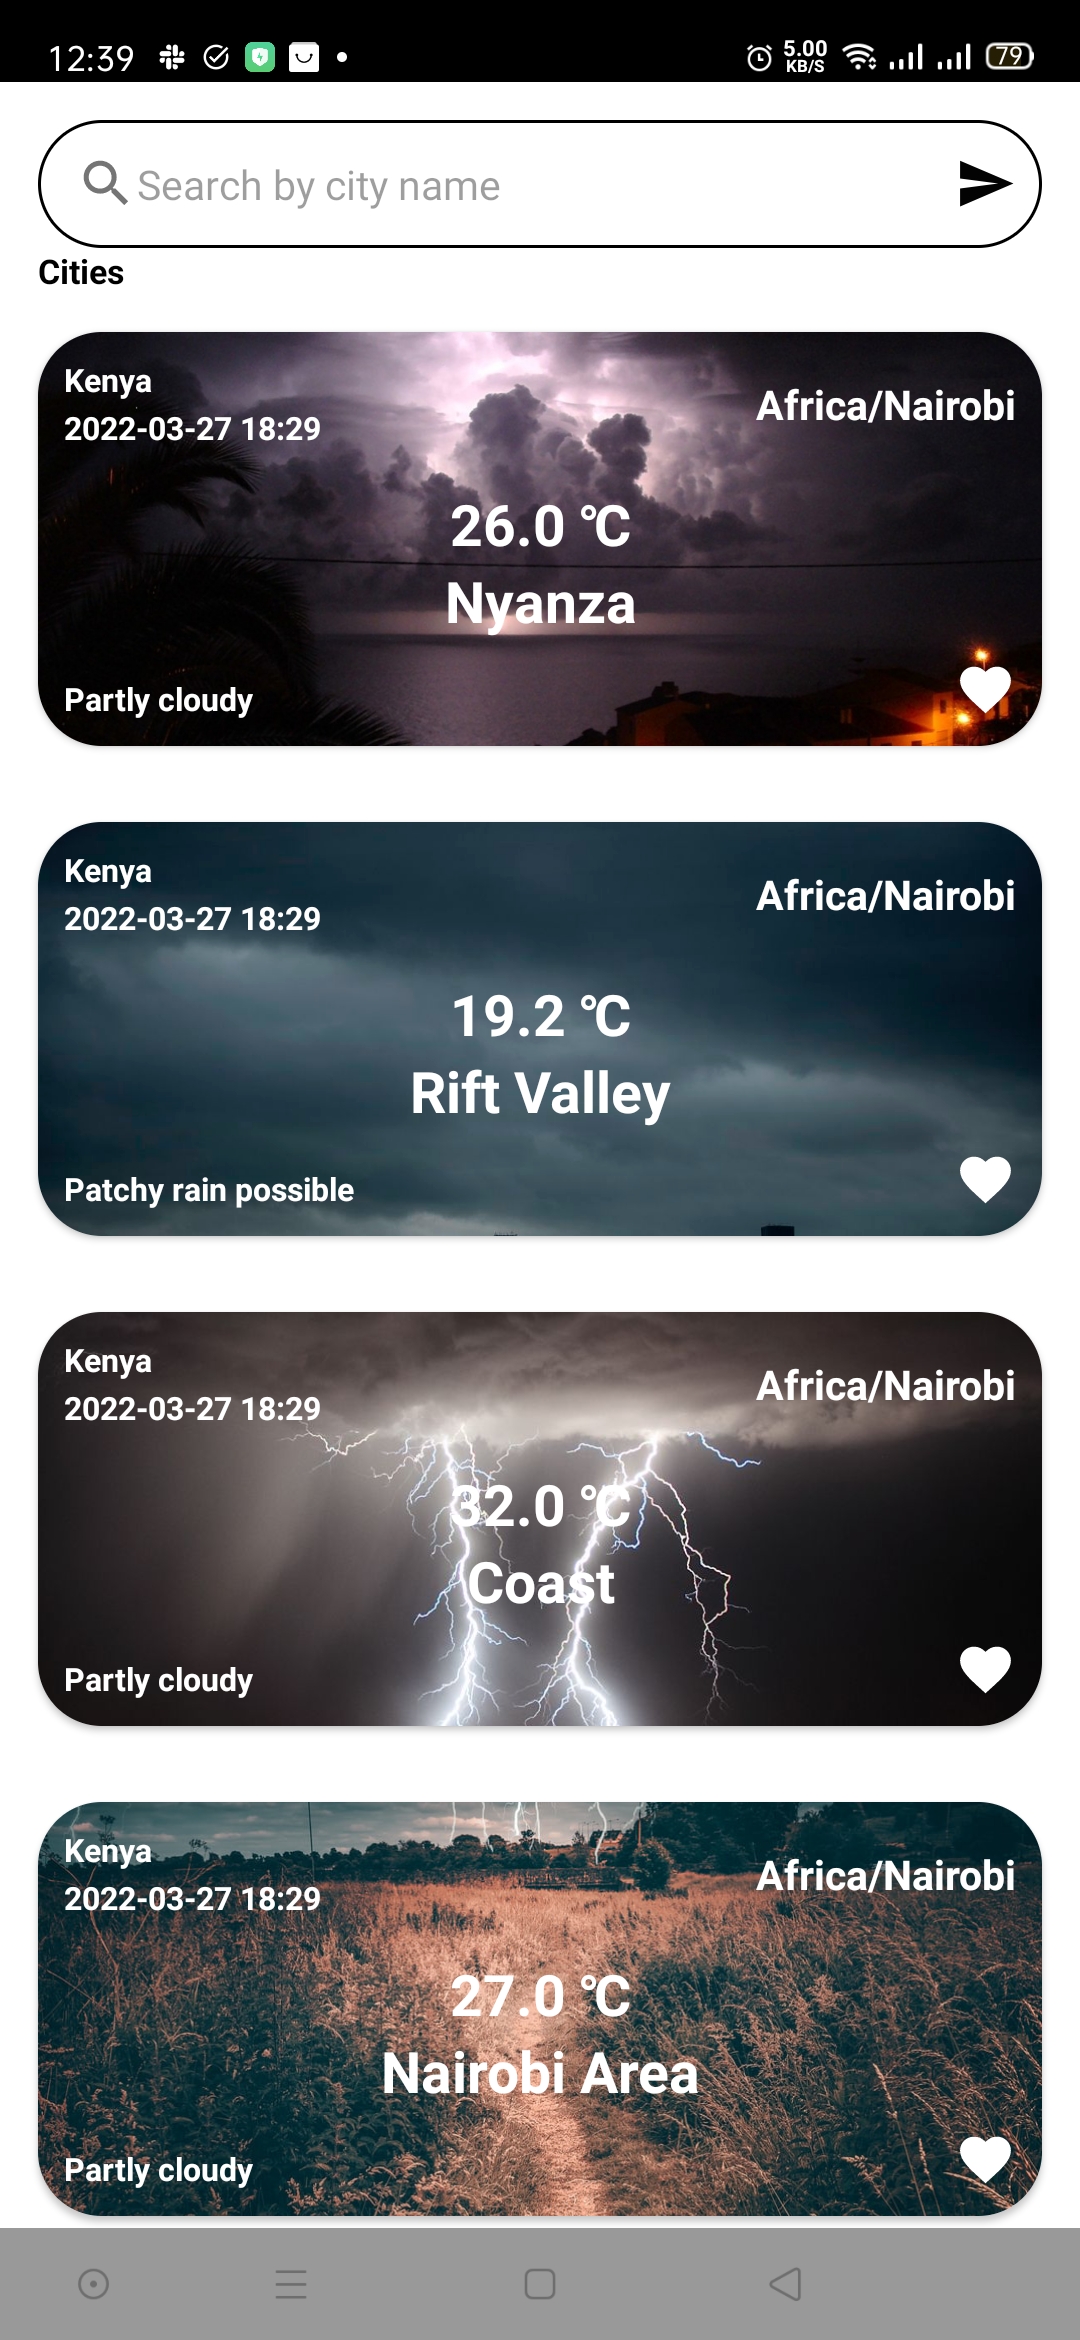 12:39 5.00 KB/S 79
Search by city name
Cities
Kenya
2022-03-27 18:29
Africa/Nairobi
26.0 ℃
Nyanza
Partly cloudy
Kenya
2022-03-27 18:29
Africa/Nairobi
19.2 ℃
Rift Valley
Patchy rain possible
Kenya
2022-03-27 18:29
Africa/Nairobi
32.0 ℃
Coast
Partly cloudy
Kenya
2022-03-27 18:29
Africa/Nairobi
27.0 ℃
Nairobi Area
Partly cloudy